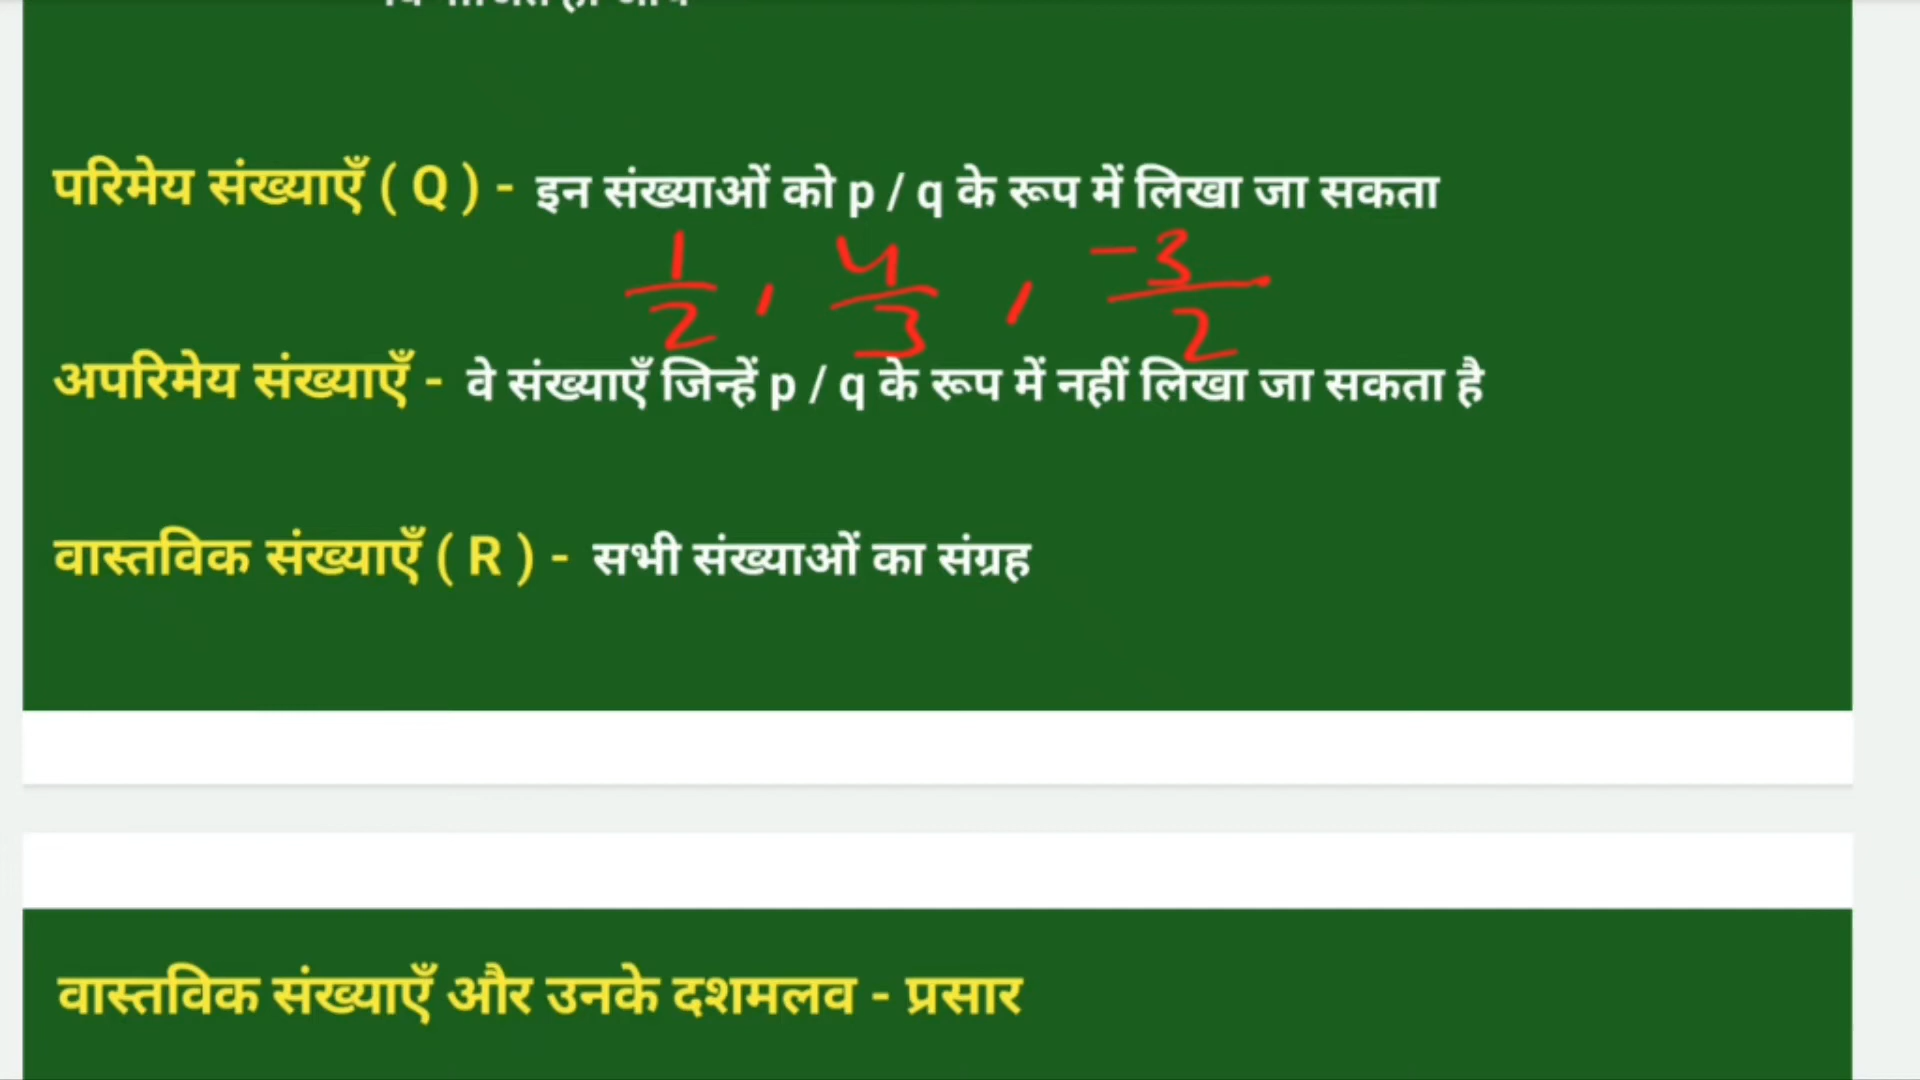 परिमेय संख्याएँ ( Q ) - इन संख्याओं को p / q के रूप में लिखा जा सकता
1/2 , 4/3 , -3/2
अपरिमेय संख्याएँ - वे संख्याएँ जिन्हें p / q के रूप में नहीं लिखा जा सकता है
वास्तविक संख्याएँ ( R ) - सभी संख्याओं का संग्रह
वास्तविक संख्याएँ और उनके दशमलव - प्रसार